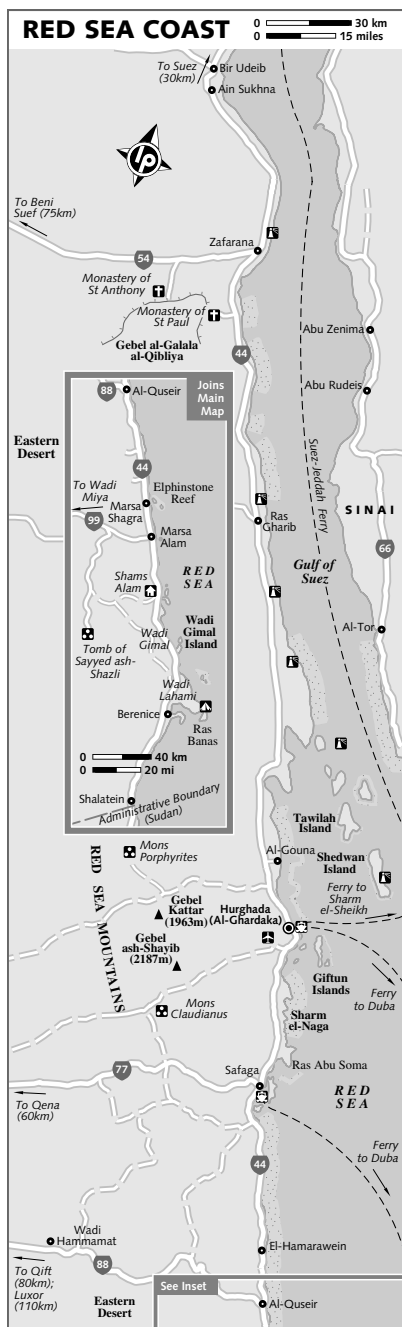 RED SEA COAST
0 30 km
0 15 miles
To Suez
(30km)
Bir Udeib
Ain Sukhna
lp
To Beni
Suef (75km)
Zafarana
54
Monastery of
St Anthony
Monastery of
St Paul
Gebel al-Galala
al-Qibliya
44
Abu Zenima
Abu Rudeis
Suez-Jeddah Ferry
SINAI
66
Gulf of
Suez
Ras
Gharib
Al-Tor
Eastern
Desert
Joins
Main
Map
88
Al-Quseir
44
Elphinstone
Reef
To Wadi
Miya
Marsa
Shagra
99
Marsa
Alam
RED
SEA
Shams
Alam
Wadi
Gimal
Island
Wadi
Gimal
Tomb of
Sayyed ash-
Shazli
Wadi
Lahami
Berenice
Ras
Banas
0 40 km
0 20 mi
Shalatein
Administrative Boundary
(Sudan)
Tawilah
Island
Al-Gouna
Shedwan
Island
Mons
Porphyrites
RED SEA MOUNTAINS
Gebel
Kattar
(1963m)
Hurghada
(Al-Ghardaka)
Ferry to
Sharm
el-Sheikh
Gebel
ash-Shayib
(2187m)
Giftun
Islands
Ferry
to Duba
Mons
Claudianus
Sharm
el-Naga
Ras Abu Soma
77
Safaga
RED
SEA
To Qena
(60km)
Ferry
to Duba
44
Wadi
Hammamat
El-Hamarawein
88
To Qift
(80km);
Luxor
(110km)
Eastern
Desert
See Inset
Al-Quseir